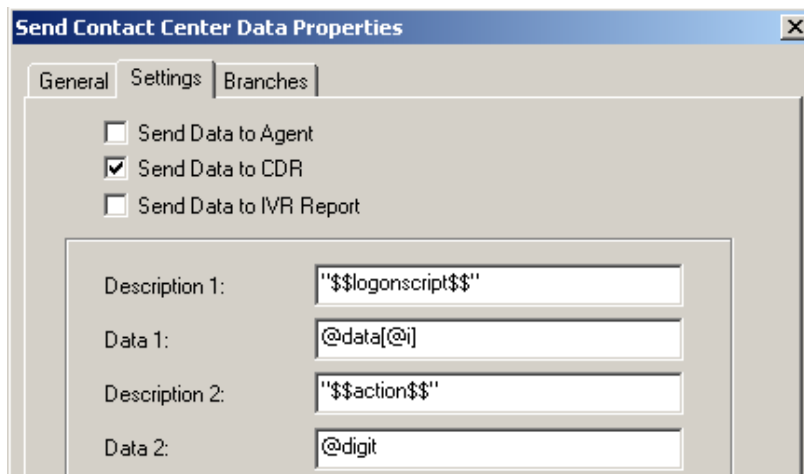 Send Contact Center Data Properties
General Settings Branches
Send Data to Agent
Send Data to CDR
Send Data to IVR Report
Description 1: "$$logonscript$$"
Data 1: @data[@i]
Description 2: "$$action$$"
Data 2: @digit